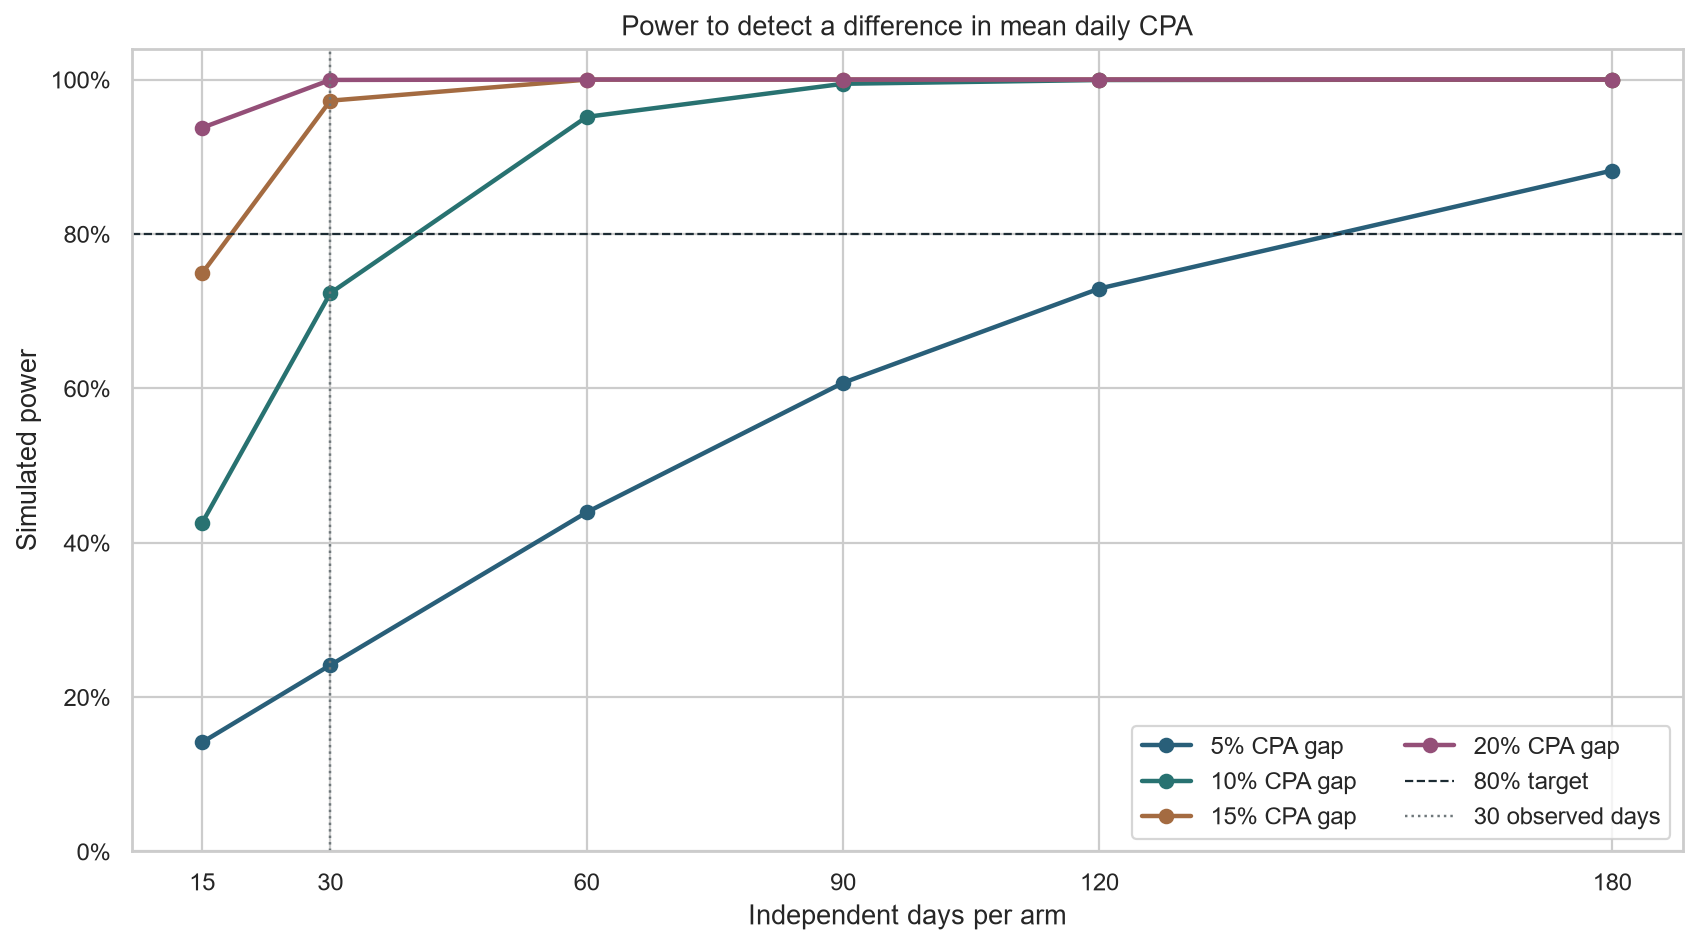 Power to detect a difference in mean daily CPA
Simulated power
100%
80%
60%
40%
20%
0%
15 30 60 90 120 180
Independent days per arm
5% CPA gap
10% CPA gap
15% CPA gap
20% CPA gap
80% target
30 observed days